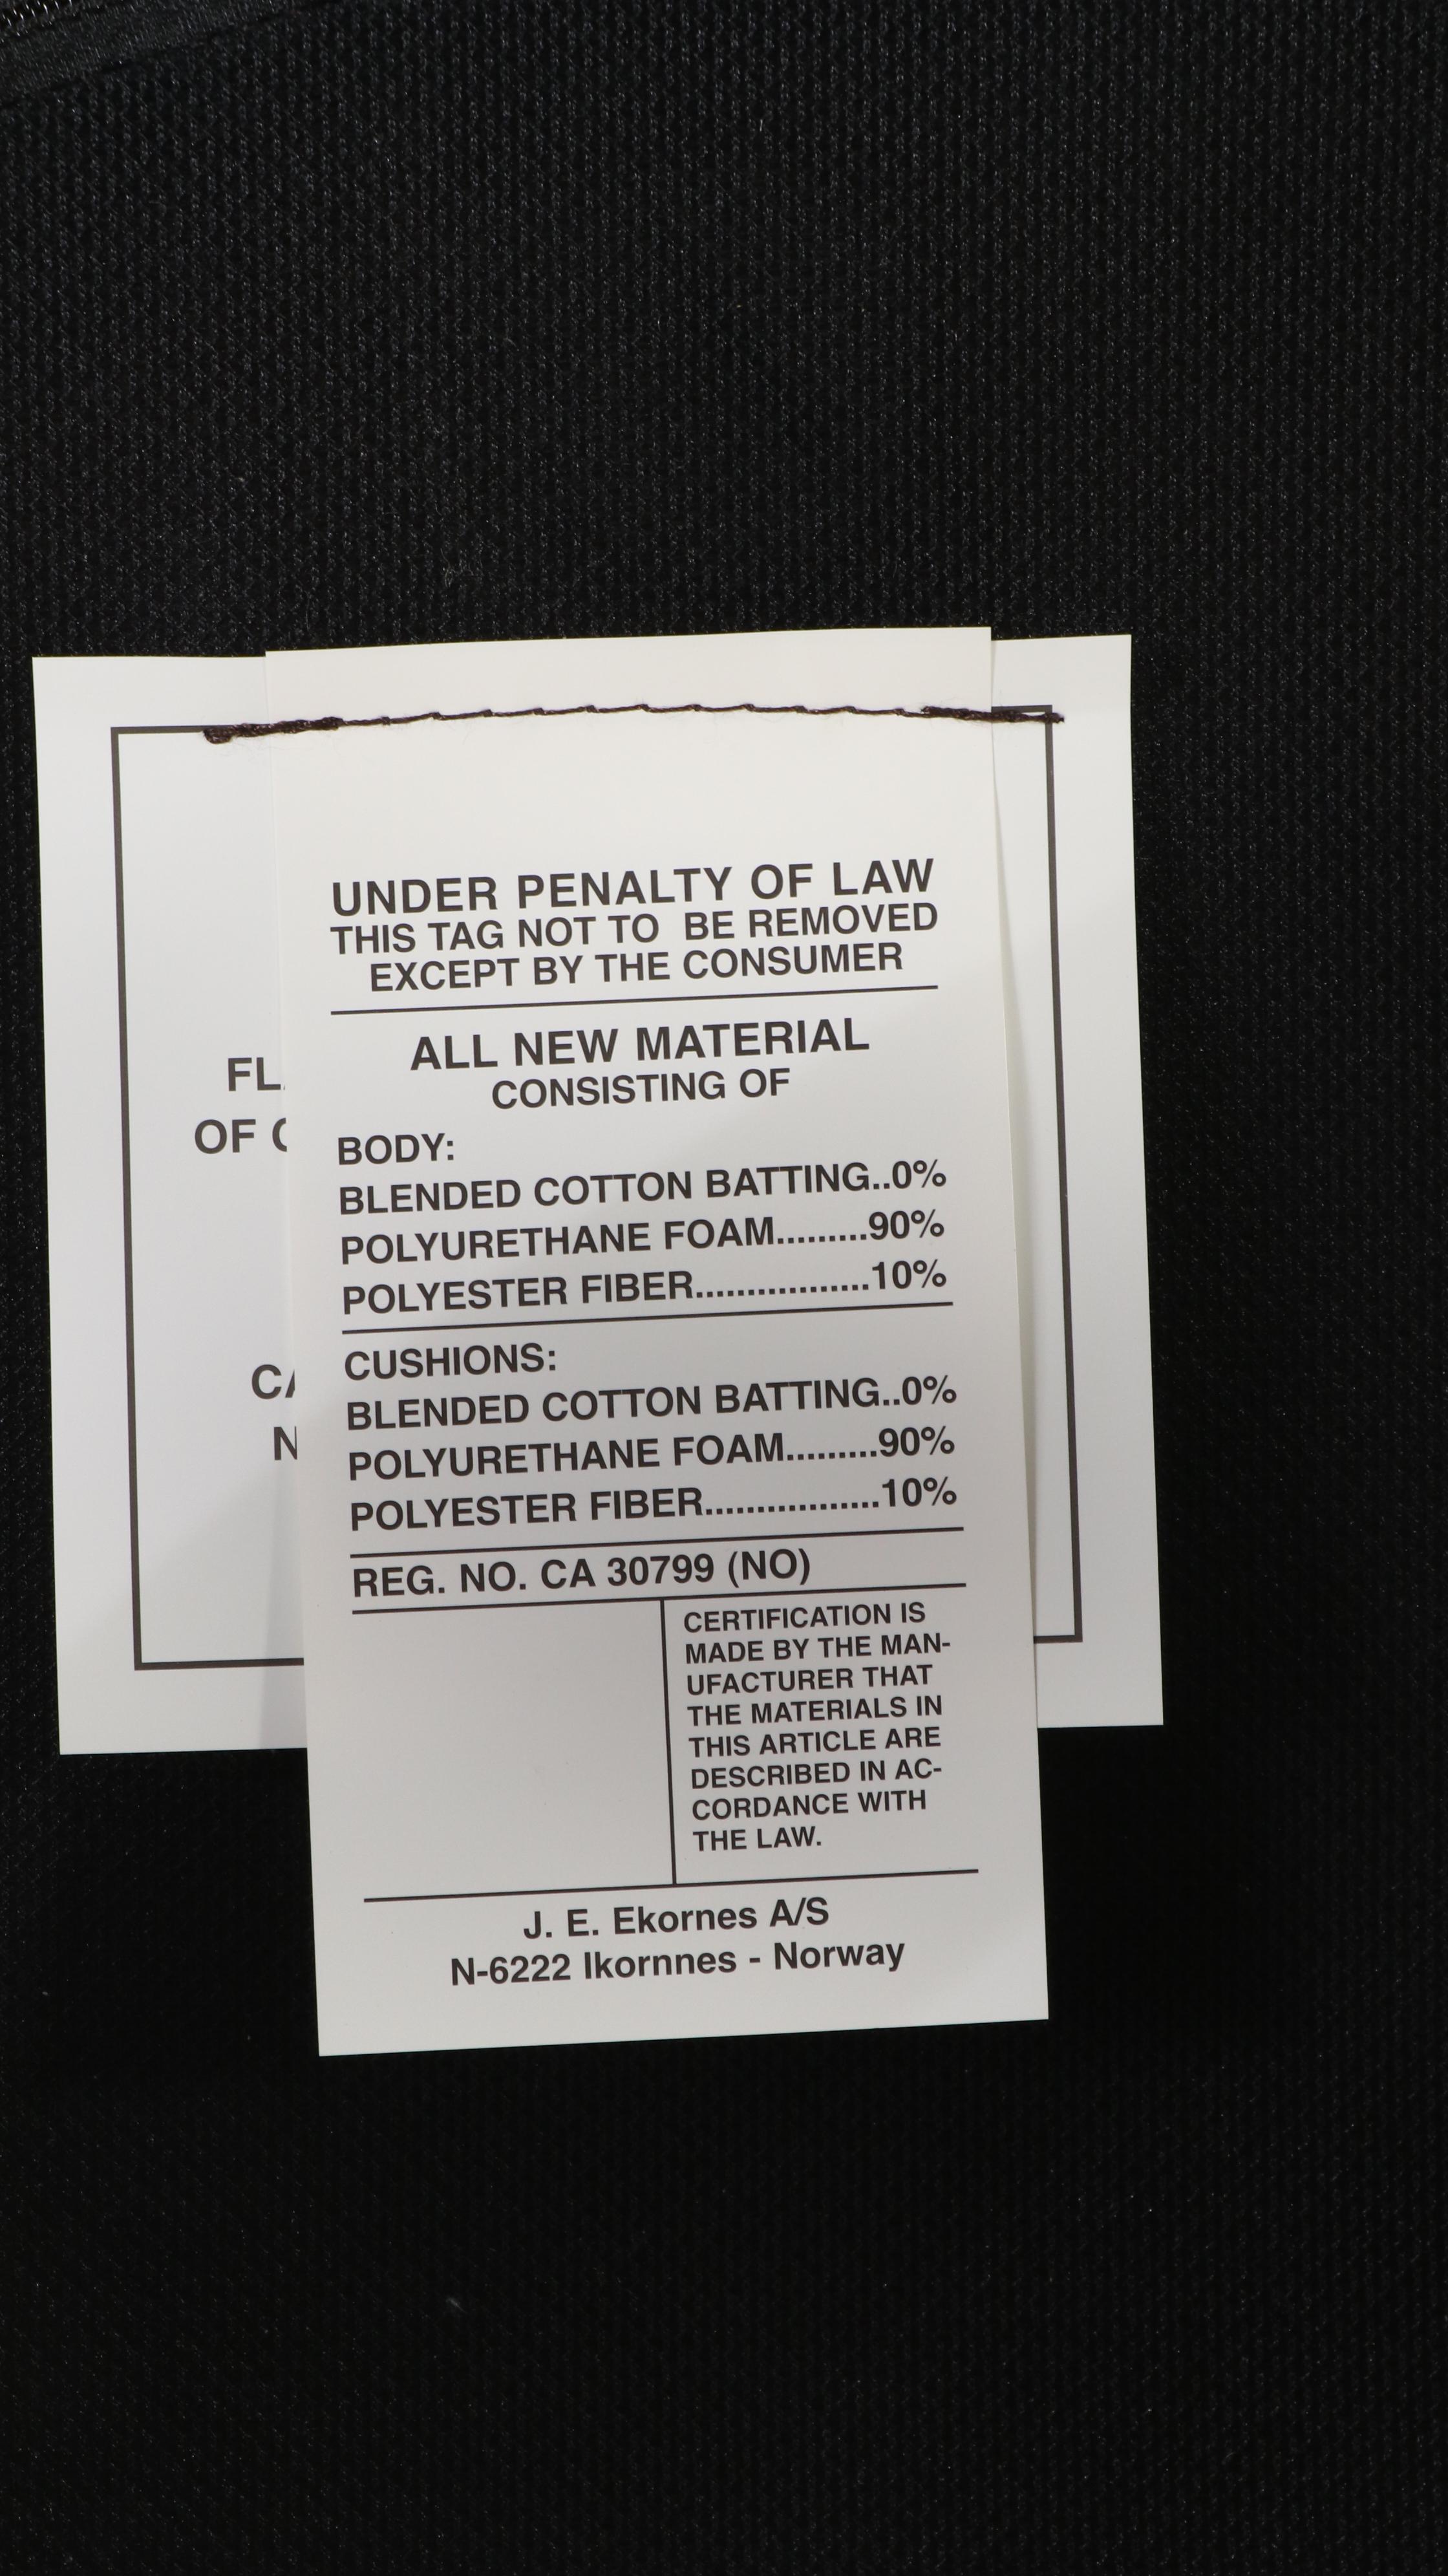 UNDER PENALTY OF LAW
THIS TAG NOT TO BE REMOVED
EXCEPT BY THE CONSUMER
ALL NEW MATERIAL
CONSISTING OF
BODY:
BLENDED COTTON BATTING..0%
POLYURETHANE FOAM.........90%
POLYESTER FIBER.................10%
CUSHIONS:
BLENDED COTTON BATTING..0%
POLYURETHANE FOAM.........90%
POLYESTER FIBER.................10%
REG. NO. CA 30799 (NO)
CERTIFICATION IS
MADE BY THE MAN-
UFACTURER THAT
THE MATERIALS IN
THIS ARTICLE ARE
DESCRIBED IN AC-
CORDANCE WITH
THE LAW.
J. E. Ekornes A/S
N-6222 Ikornnes - Norway
OF